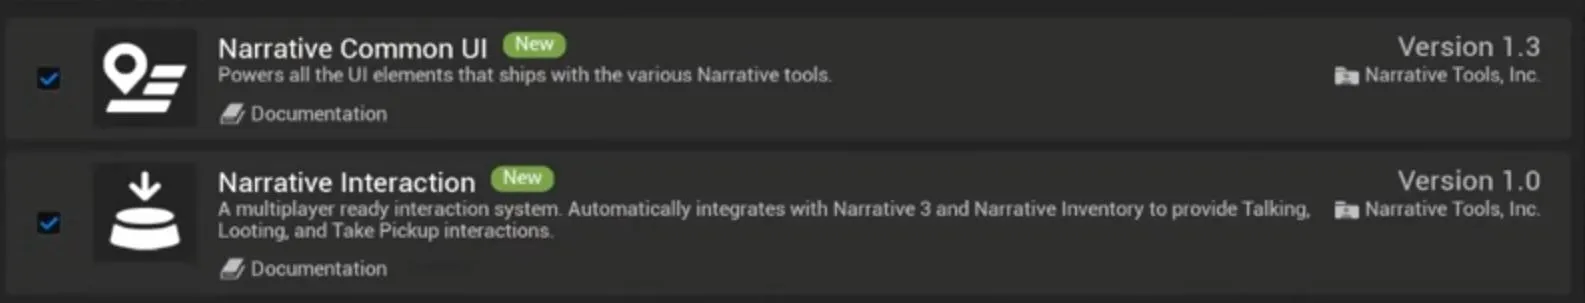 Narrative Common UI New Version 1.3
Powers all the UI elements that ships with the various Narrative tools. Narrative Tools, Inc.
Documentation
Narrative Interaction New Version 1.0
A multiplayer ready interaction system. Automatically integrates with Narrative 3 and Narrative Inventory to provide Talking, Narrative Tools, Inc.
Looting, and Take Pickup interactions.
Documentation